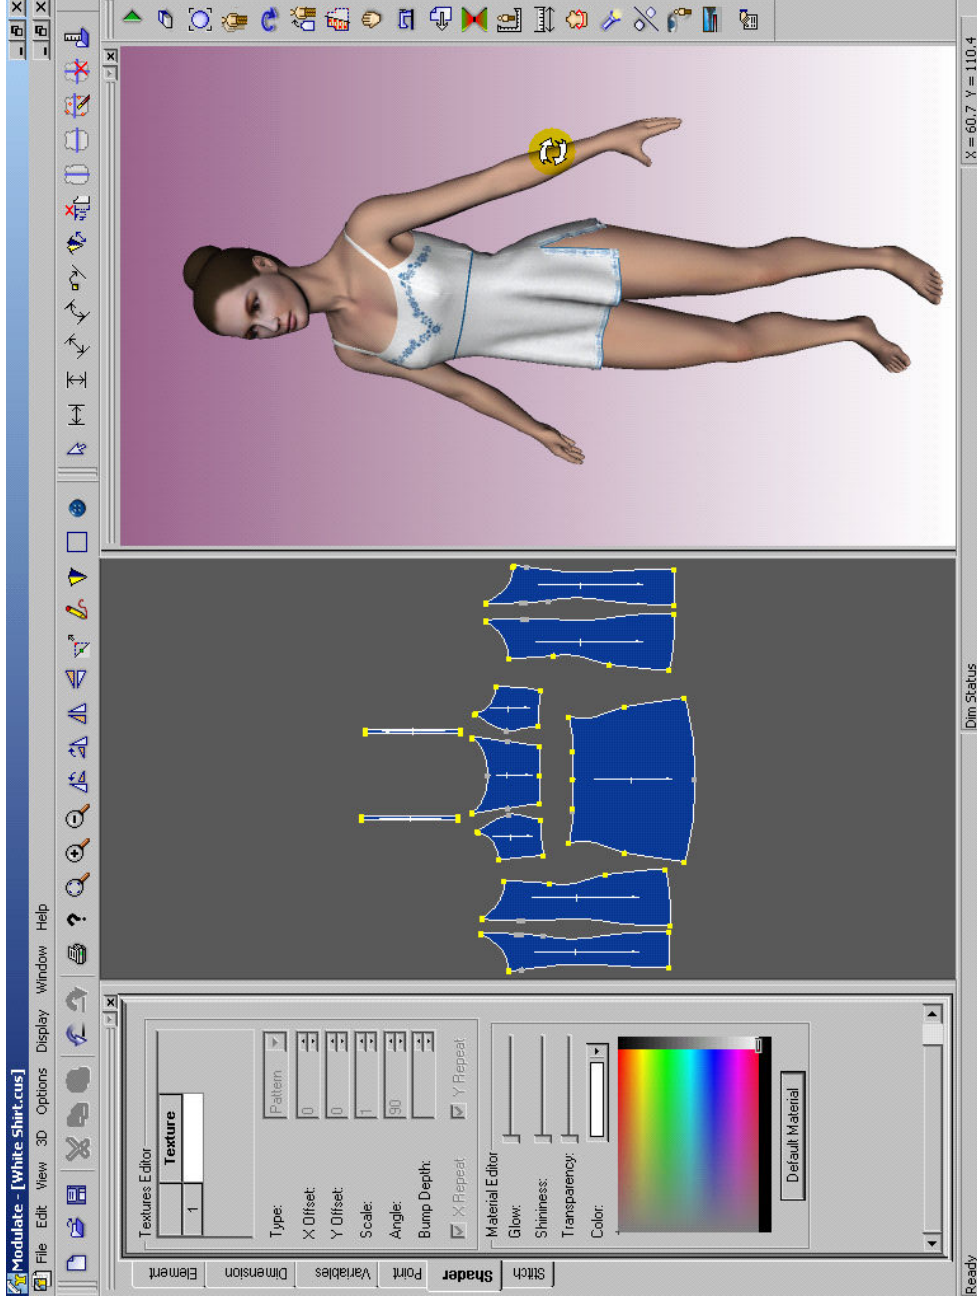 Modulate - [White Shirt.cus]
File Edit View 3D Options Display Window Help
Textures Editor
Texture
1
Type: Pattern
X Offset: 0
Y Offset: 0
Scale: 1
Angle: 90
Bump Depth:
X Repeat Y Repeat
Material Editor
Glow:
Shininess:
Transparency:
Color:
Default Material
Element
Dimension
Variables
Point
Shader
Stitch
Ready Dim Status X = 60.7 Y = 110.4